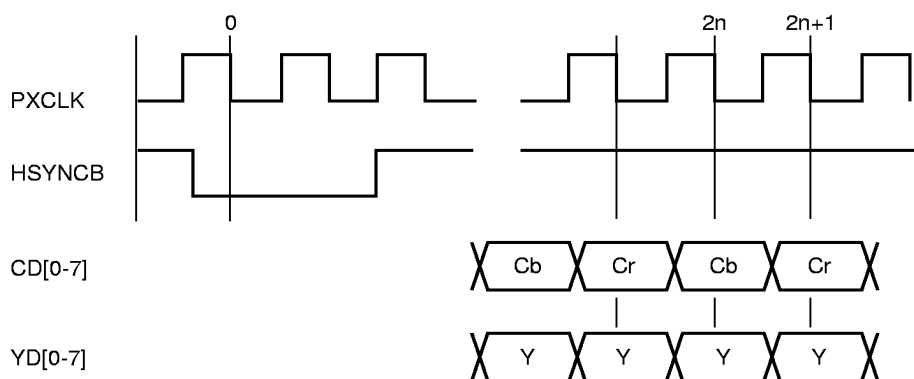 0 2n 2n+1
PXCLK
HSYNCB
CD[0-7] Cb Cr Cb Cr
YD[0-7] Y Y Y Y